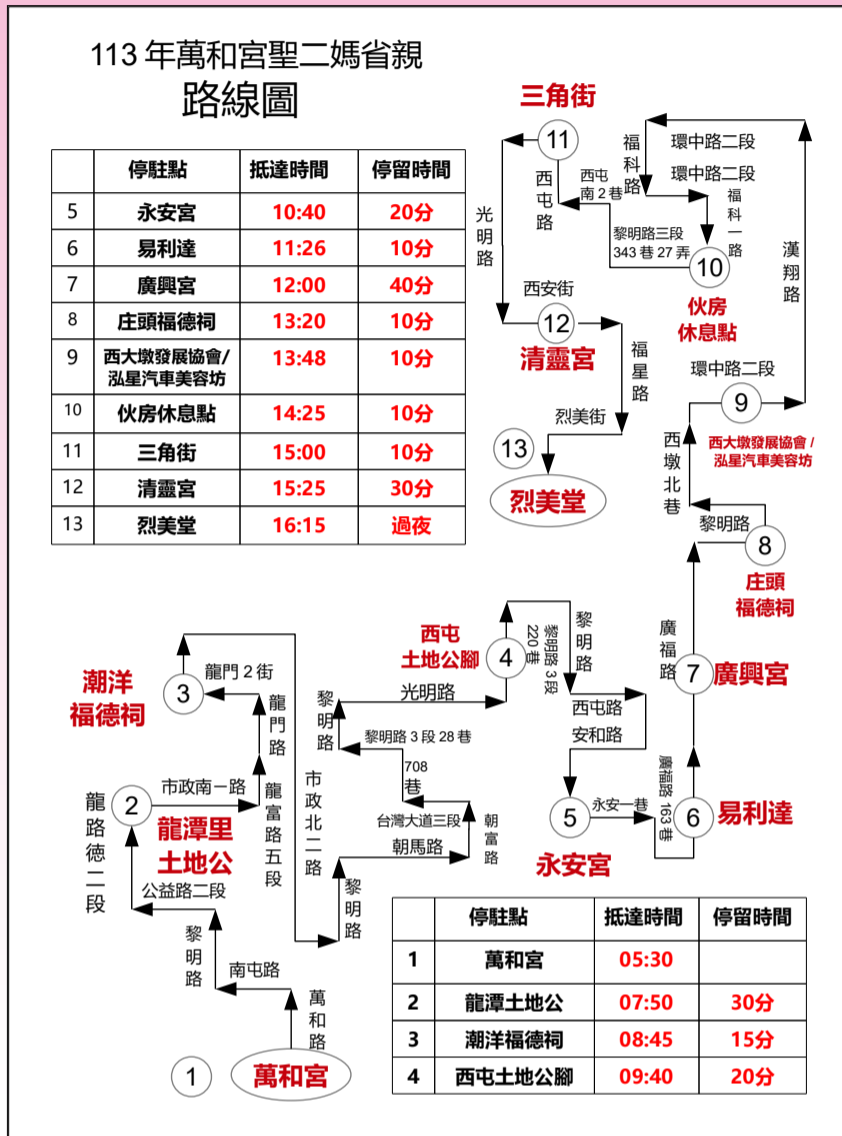 113 年萬和宮聖二媽省親
路線圖
停駐點 抵達時間 停留時間
5 永安宮 10:40 20分
6 易利達 11:26 10分
7 廣興宮 12:00 40分
8 庄頭福德祠 13:20 10分
9 西大墩發展協會/
泓星汽車美容坊 13:48 10分
10 伙房休息點 14:25 10分
11 三角街 15:00 10分
12 清靈宮 15:25 30分
13 烈美堂 16:15 過夜
三角街
11
福科路
環中路二段
環中路二段
西屯
南 2 巷
西屯路
福科一路
光明路
黎明路三段
343 巷 27 弄
10
漢翔路
伙房
休息點
西安街
12
清靈宮
福星路
環中路二段
9
烈美街
西墩北巷
西大墩發展協會 /
泓星汽車美容坊
13
烈美堂
黎明路
8
庄頭
福德祠
西屯
土地公腳
4
黎明路 3 段
220 巷
黎明路
廣福路
7
廣興宮
3
龍門 2 街
潮洋
福德祠
龍門路
黎明路
光明路
西屯路
安和路
黎明路 3 段 28 巷
708
巷
市政北二路
2
市政南一路
龍富路五段
龍路德二段
龍潭里
土地公
台灣大道三段
朝富路
朝馬路
5
永安一巷
廣福路 163 巷
6
易利達
永安宮
公益路二段
黎明路
黎明路
南屯路
萬和路
1
萬和宮
停駐點 抵達時間 停留時間
1 萬和宮 05:30
2 龍潭土地公 07:50 30分
3 潮洋福德祠 08:45 15分
4 西屯土地公腳 09:40 20分